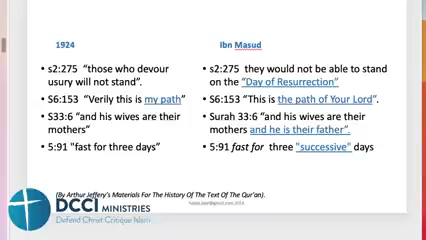 1924
• s2:275 “those who devour
usury will not stand”.
• S6:153 “Verily this is my path”
• S33:6 “and his wives are their
mothers”
• 5:91 "fast for three days”
Ibn Masud
• s2:275 they would not be able to stand
on the “Day of Resurrection”
• S6:153 “This is the path of Your Lord“.
• Surah 33:6 “and his wives are their
mothers and he is their father”.
• 5:91 fast for three "successive" days
(By Arthur Jeffery's Materials For The History Of The Text Of The Qur'an).
DCCI MINISTRIES
Defend Christ Critique Islam